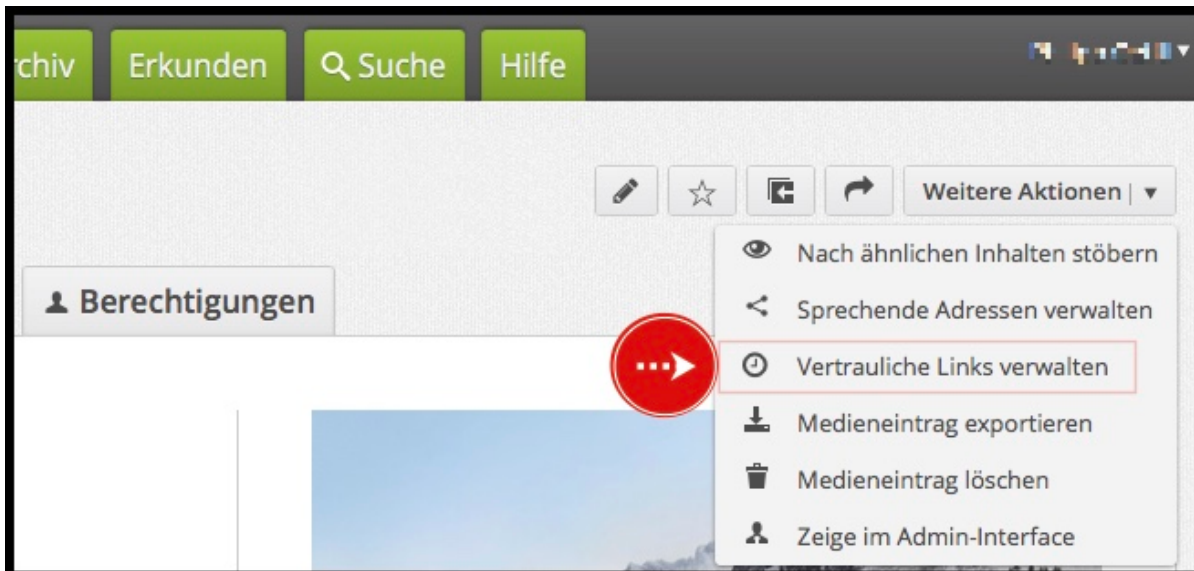 rchiv Erkunden Suche Hilfe
Weitere Aktionen
Nach ähnlichen Inhalten stöbern
Berechtigungen
Sprechende Adressen verwalten
Vertrauliche Links verwalten
Medieneintrag exportieren
Medieneintrag löschen
Zeige im Admin-Interface